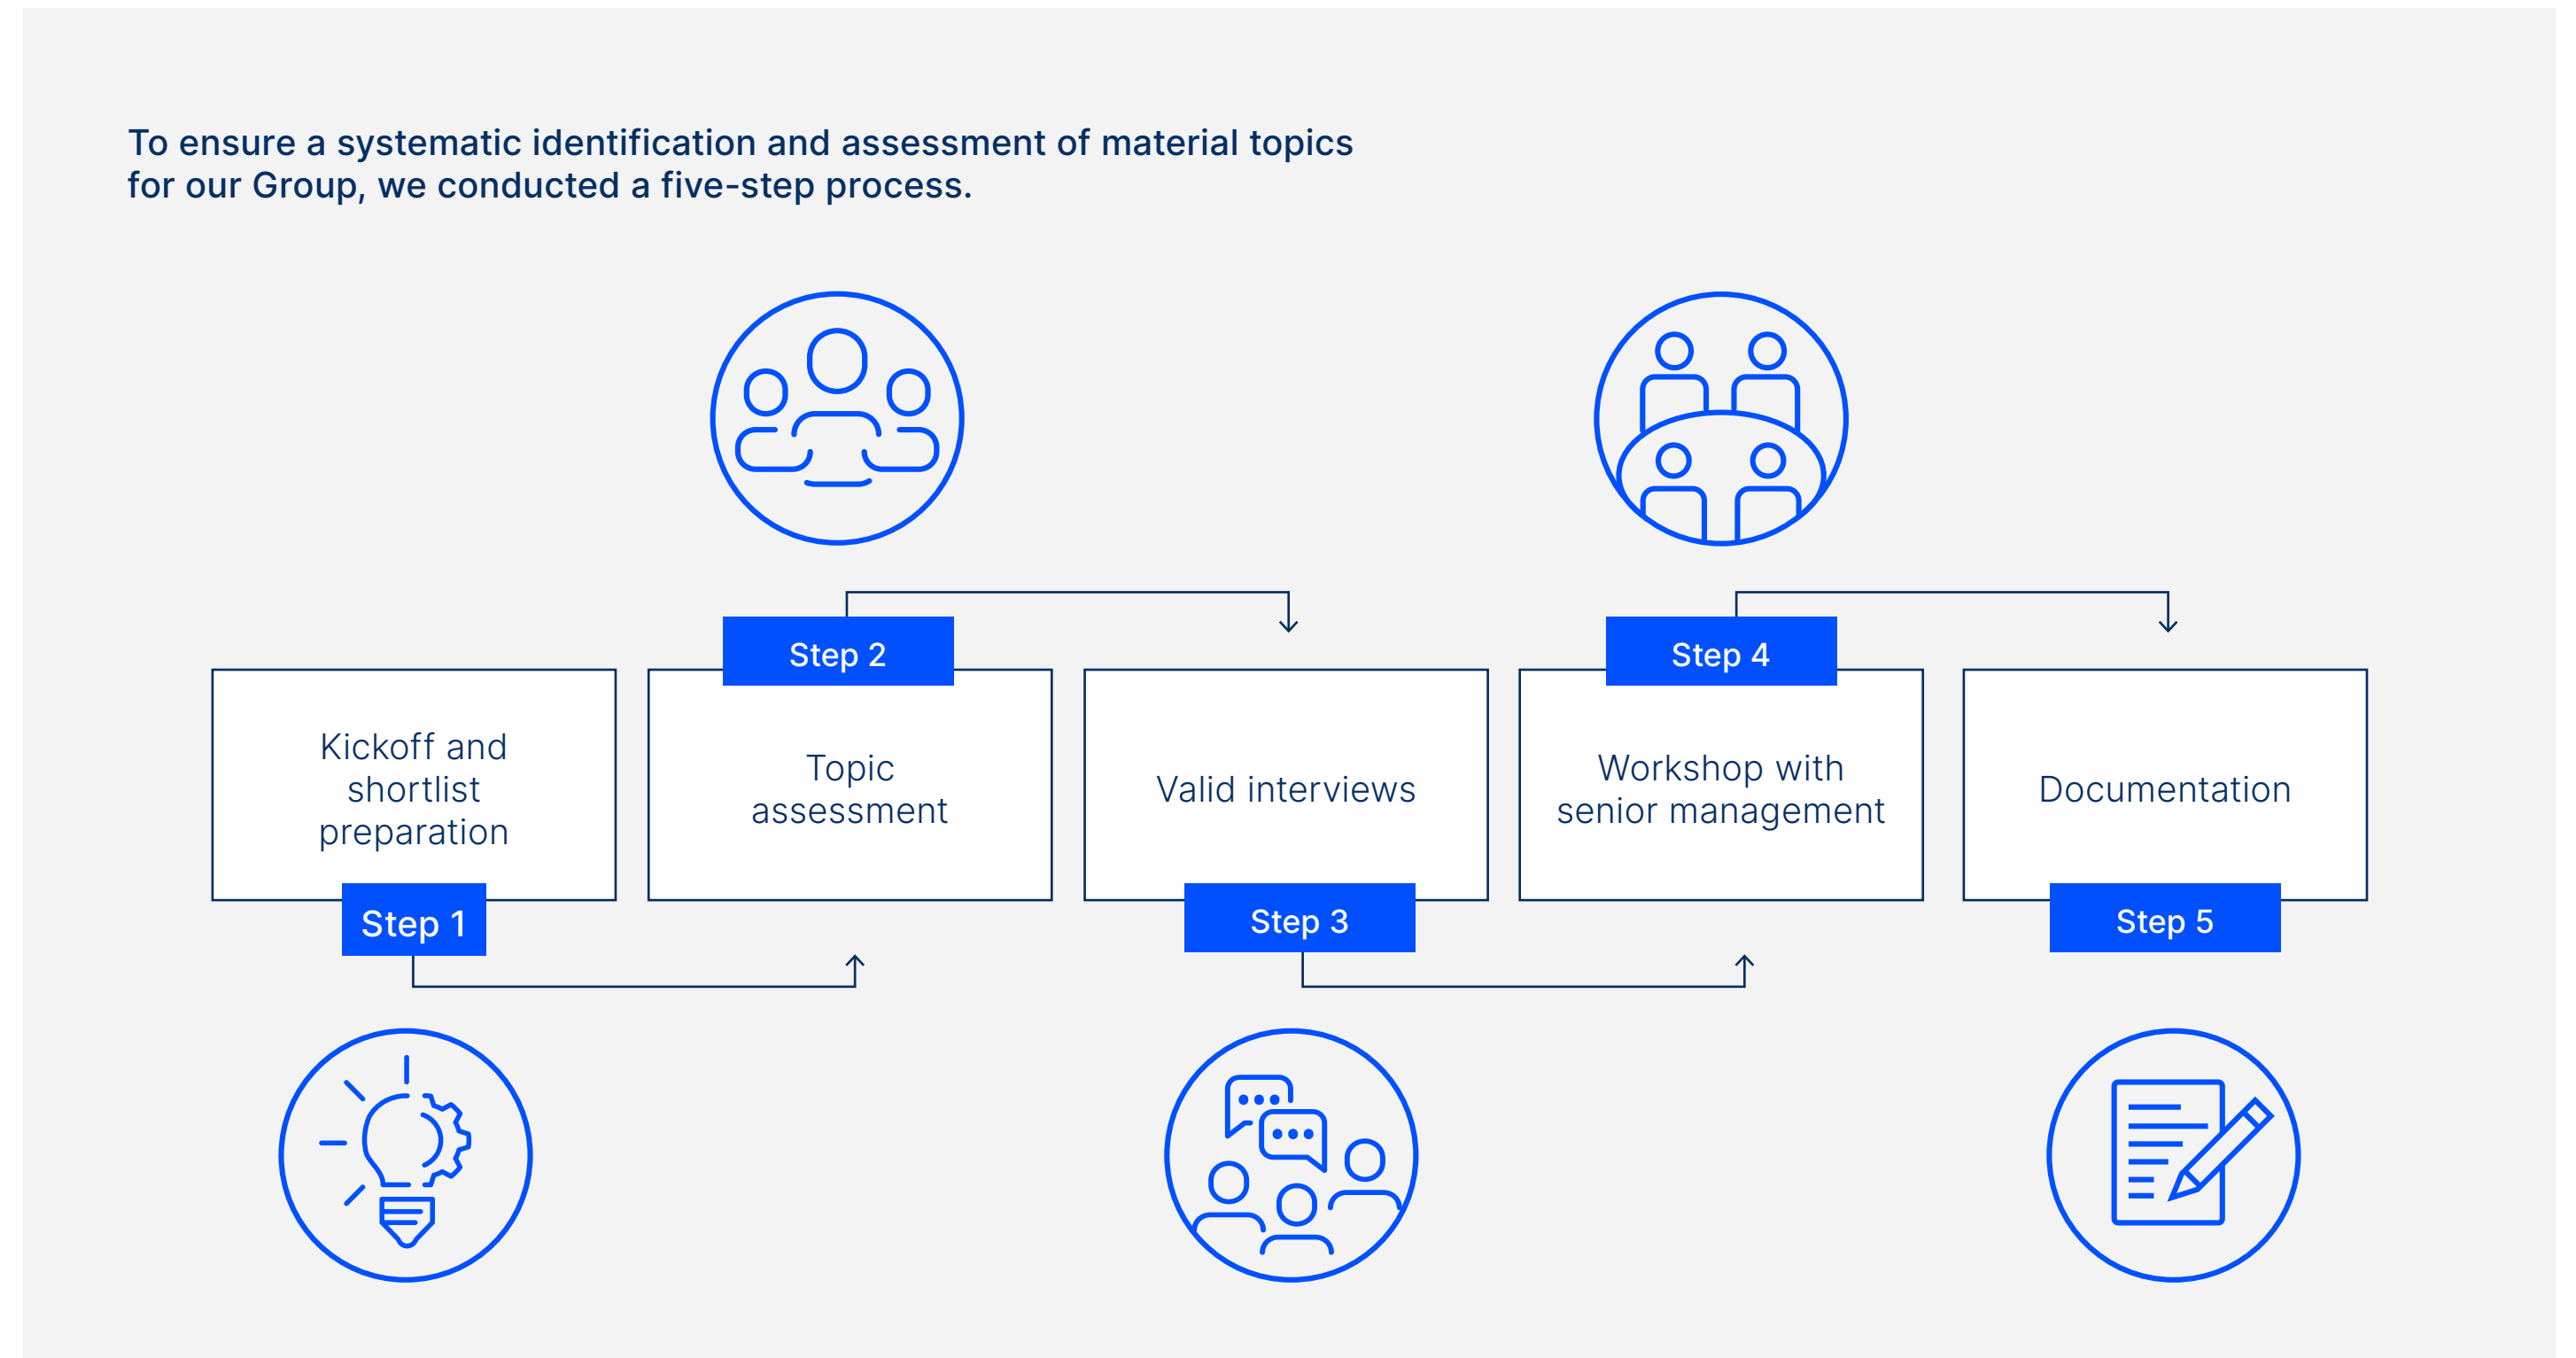 To ensure a systematic identification and assessment of material topics
for our Group, we conducted a five-step process.
Kickoff and
shortlist
preparation
Step 1
Step 2
Topic
assessment
Valid interviews
Step 3
Step 4
Workshop with
senior management
Documentation
Step 5